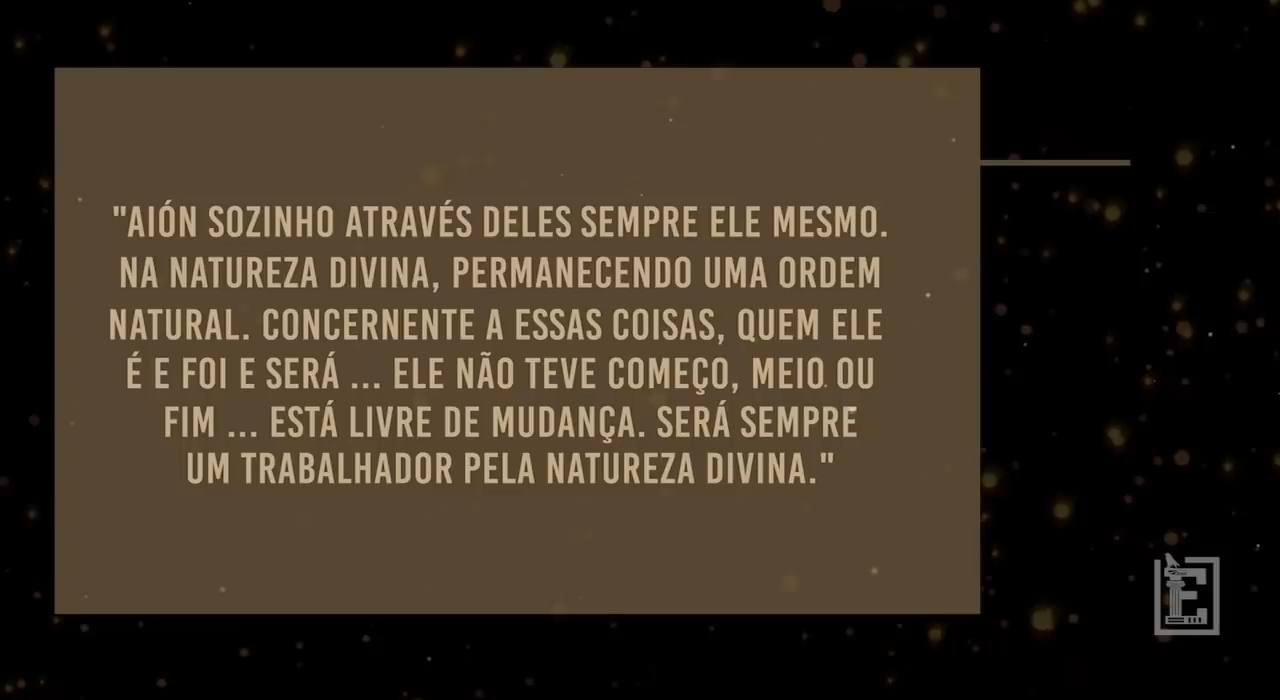 "AIÓN SOZINHO ATRAVÉS DELES SEMPRE ELE MESMO.
NA NATUREZA DIVINA, PERMANECENDO UMA ORDEM
NATURAL. CONCERNENTE A ESSAS COISAS, QUEM ELE
É E FOI E SERÁ ... ELE NÃO TEVE COMEÇO, MEIO OU
FIM ... ESTÁ LIVRE DE MUDANÇA. SERÁ SEMPRE
UM TRABALHADOR PELA NATUREZA DIVINA."
E